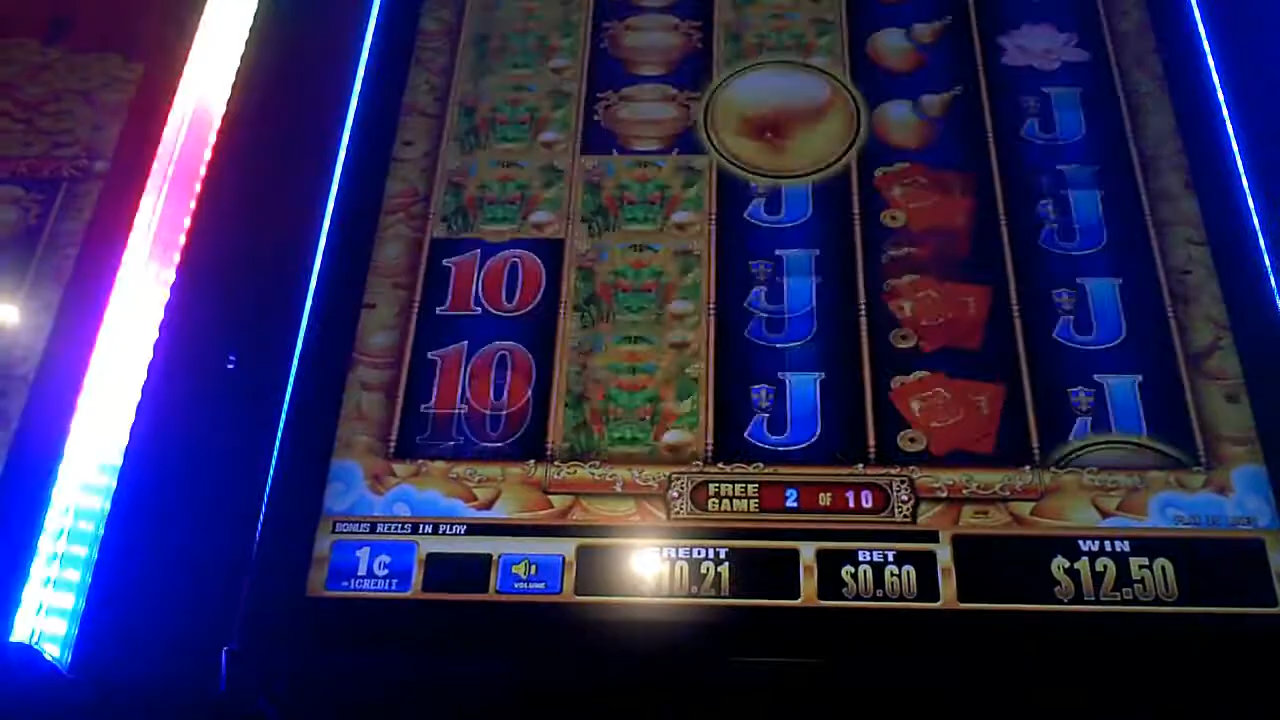 J
J
10 J J
10 J J
FREE
GAME 2 OF 10
BONUS REELS IN PLAY
1¢
=1CREDIT
VOLUME
BET
$0.60
WIN
$12.50